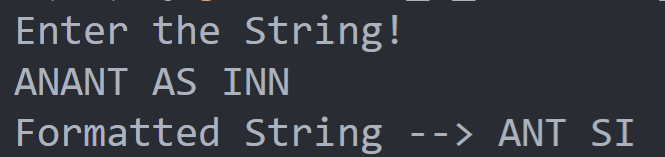 Enter the String!
ANANT AS INN
Formatted String --> ANT SI